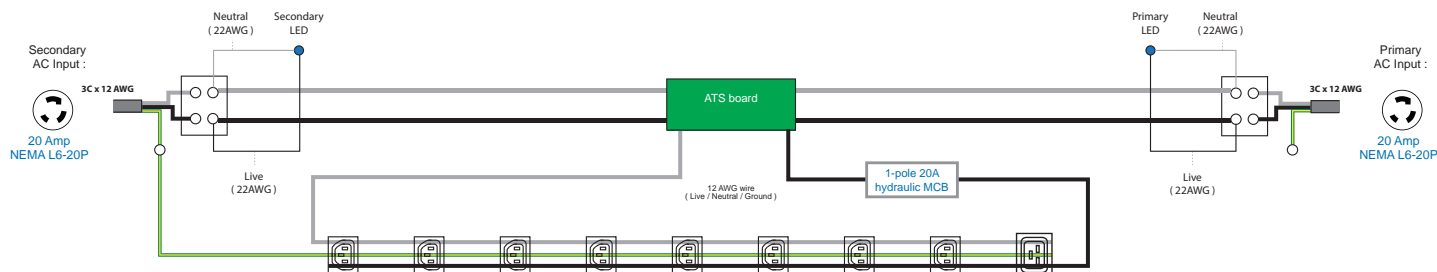 Neutral
( 22AWG )
Secondary
LED
Secondary
AC Input :
3C x 12 AWG
20 Amp
NEMA L6-20P
Live
( 22AWG )
ATS board
12 AWG wire
( Live / Neutral / Ground )
1-pole 20A
hydraulic MCB
Primary
LED
Neutral
( 22AWG )
Primary
AC Input :
3C x 12 AWG
20 Amp
NEMA L6-20P
Live
( 22AWG )